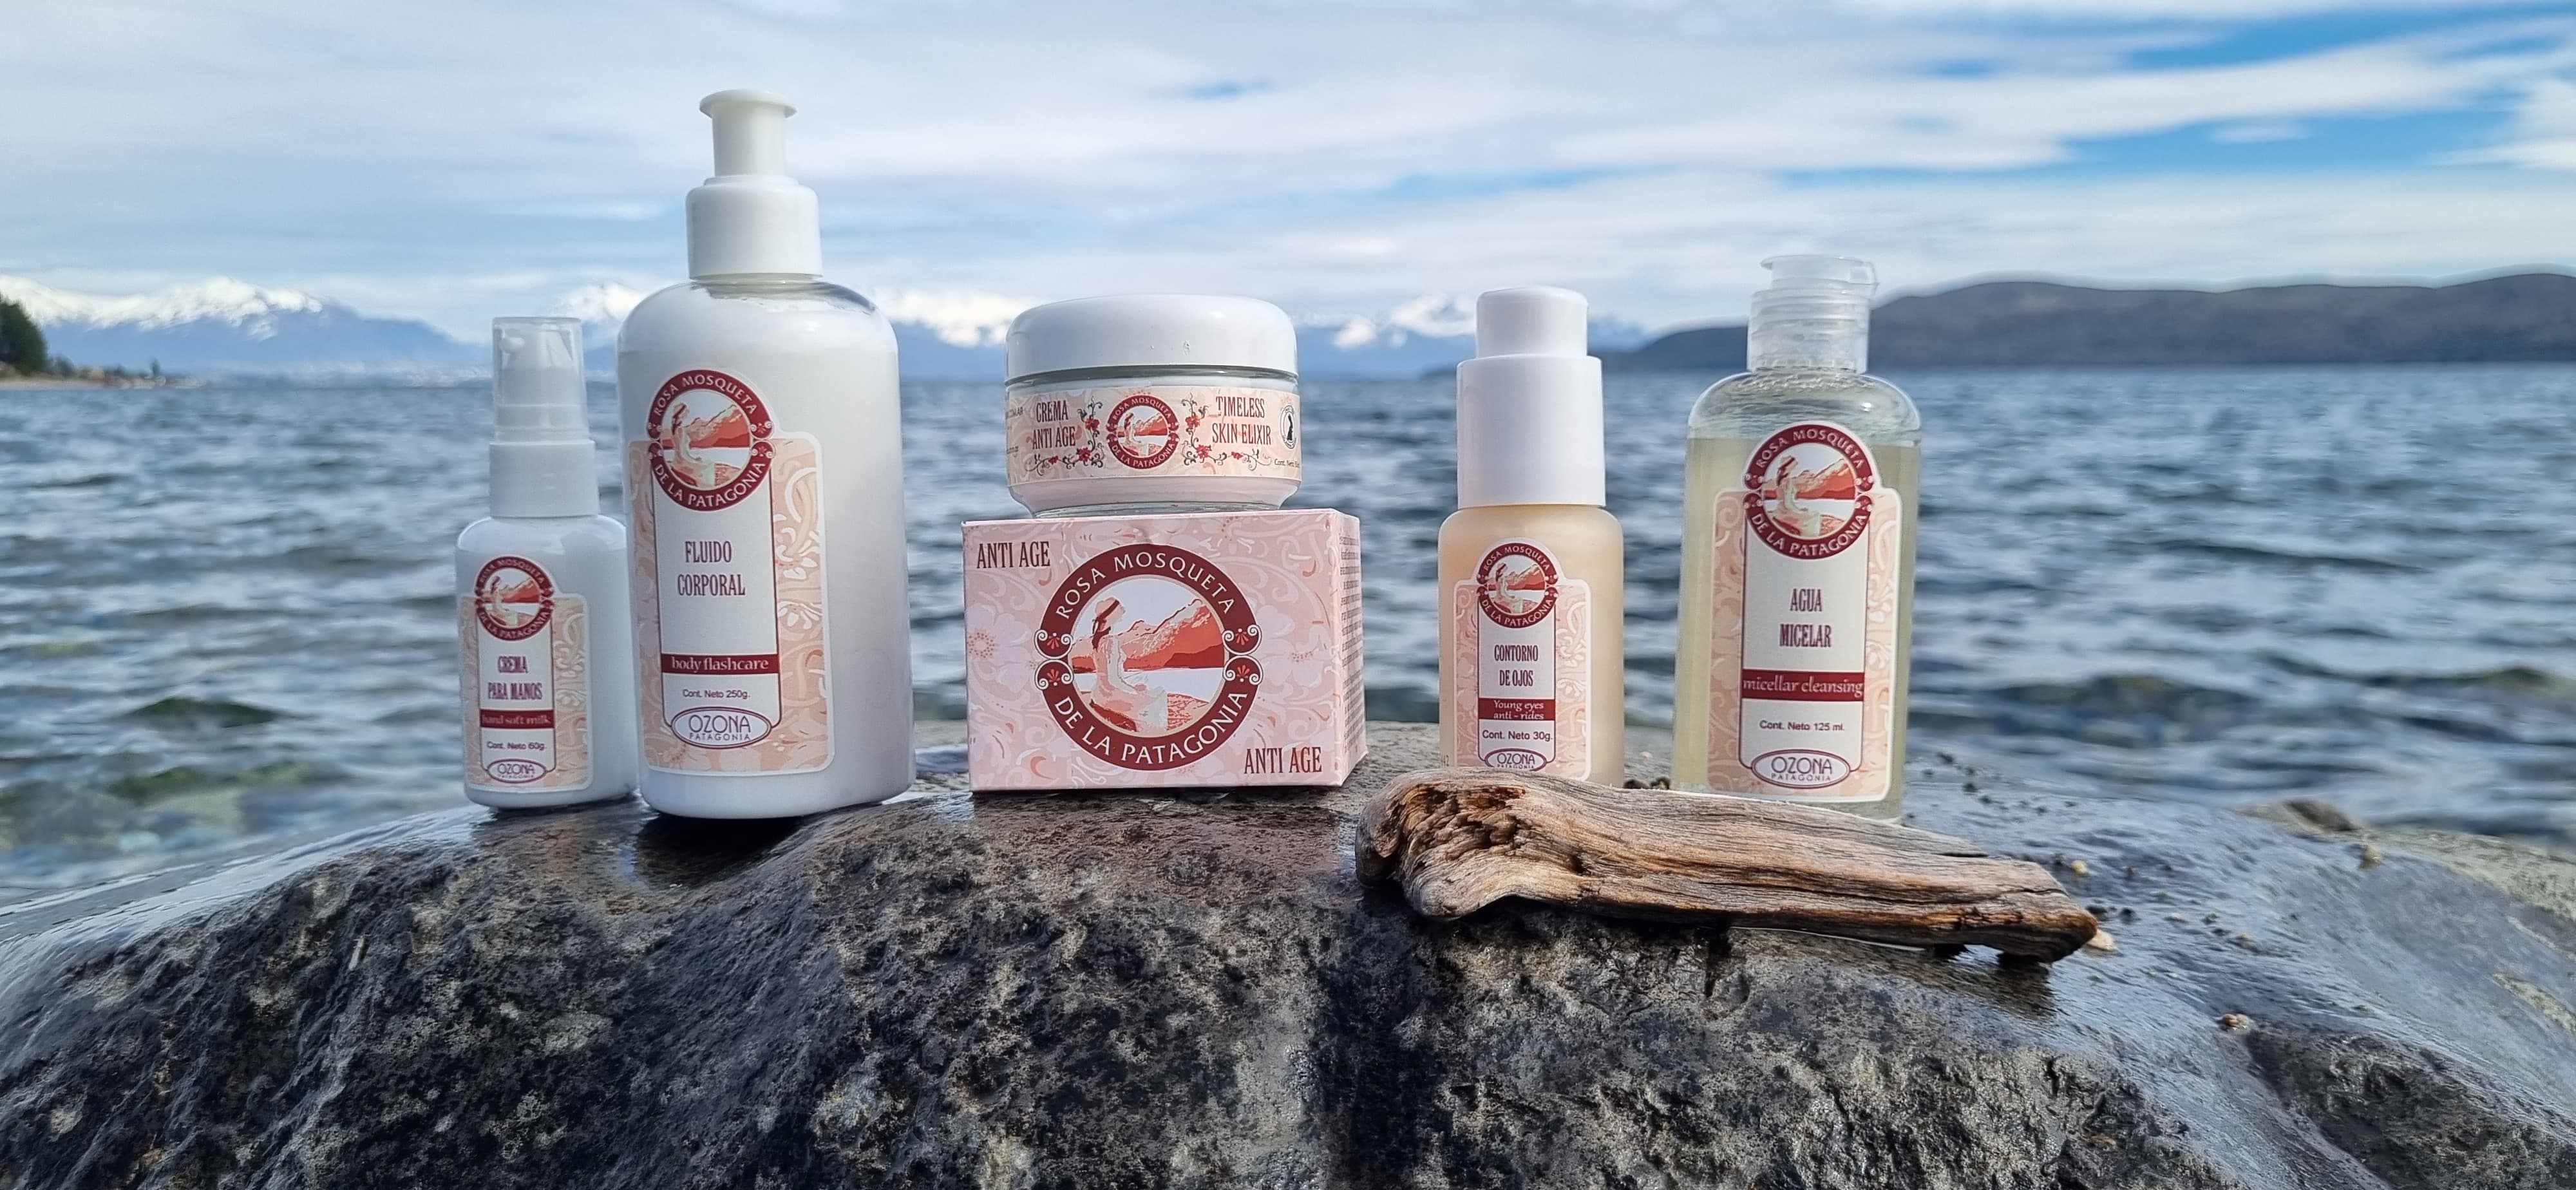 ROSA MOSQUETA
DE LA PATAGONIA
CREMA
PARA MANOS
hand soft milk
Cont. Neto 60g.
OZONA
PATAGONIA
ROSA MOSQUETA
DE LA PATAGONIA
FLUIDO
CORPORAL
body flashcare
Cont. Neto 250g.
OZONA
PATAGONIA
CREMA
ANTI AGE
ROSA MOSQUETA
DE LA PATAGONIA
TIMELESS
SKIN ELIXIR
Cont. Neto
ANTI AGE
ROSA MOSQUETA
DE LA PATAGONIA
ANTI AGE
ROSA MOSQUETA
DE LA PATAGONIA
CONTORNO
DE OJOS
Young eyes
anti - rides
Cont. Neto 30g.
OZONA
PATAGONIA
ROSA MOSQUETA
DE LA PATAGONIA
AGUA
MICELAR
micellar cleansing
Cont. Neto 125 ml.
OZONA
PATAGONIA